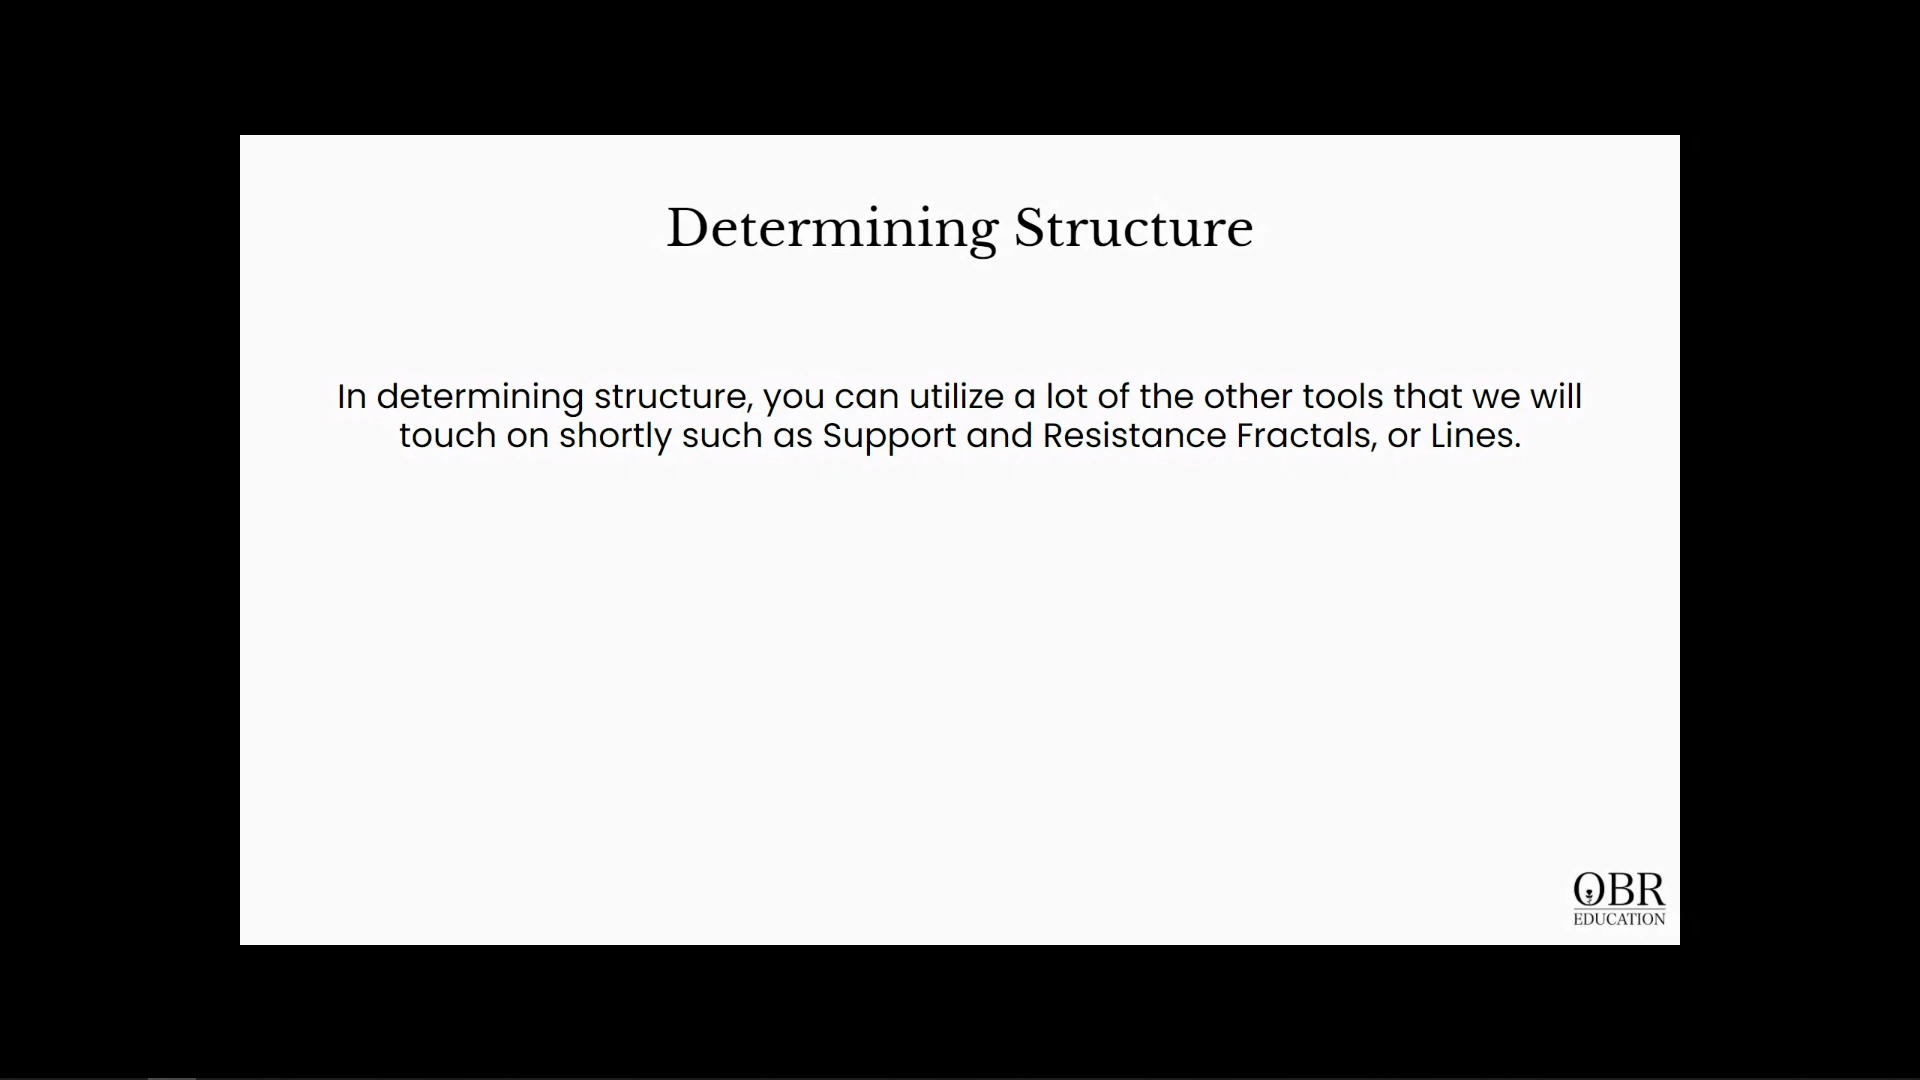 Determining Structure
In determining structure, you can utilize a lot of the other tools that we will
touch on shortly such as Support and Resistance Fractals, or Lines.
OBR
EDUCATION